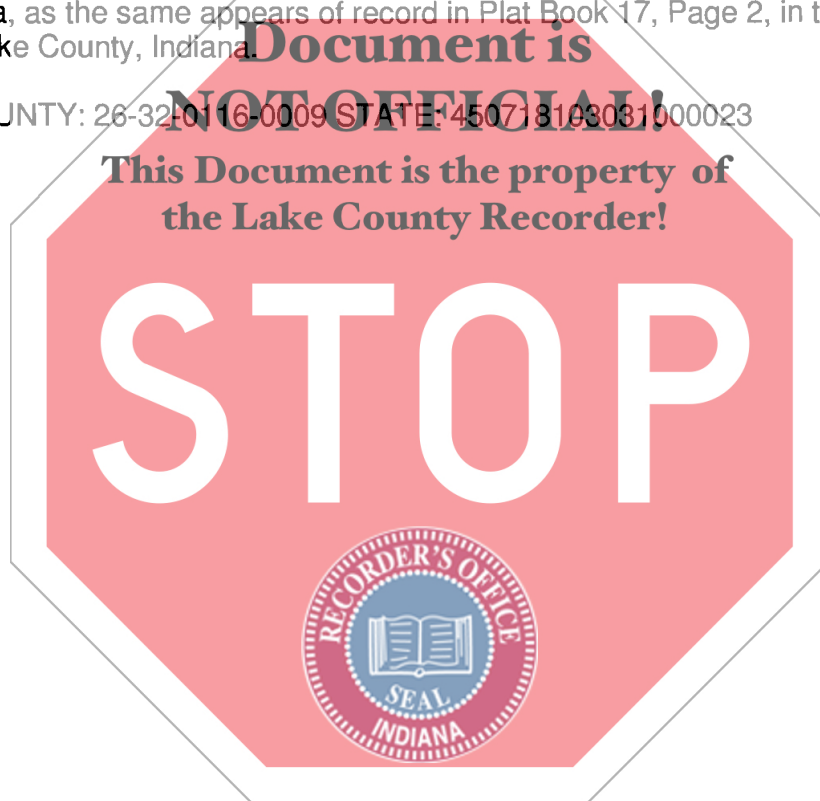 a, as the same appears of record in Plat Book 17, Page 2, in t
ke County, Indiana.
Document is
UNTY: 26-32-0116-0009 STATE: 450718103031000023
NOT OFFICIAL!
This Document is the property of
the Lake County Recorder!
STOP
RECORDER'S OFFICE
SEAL
INDIANA